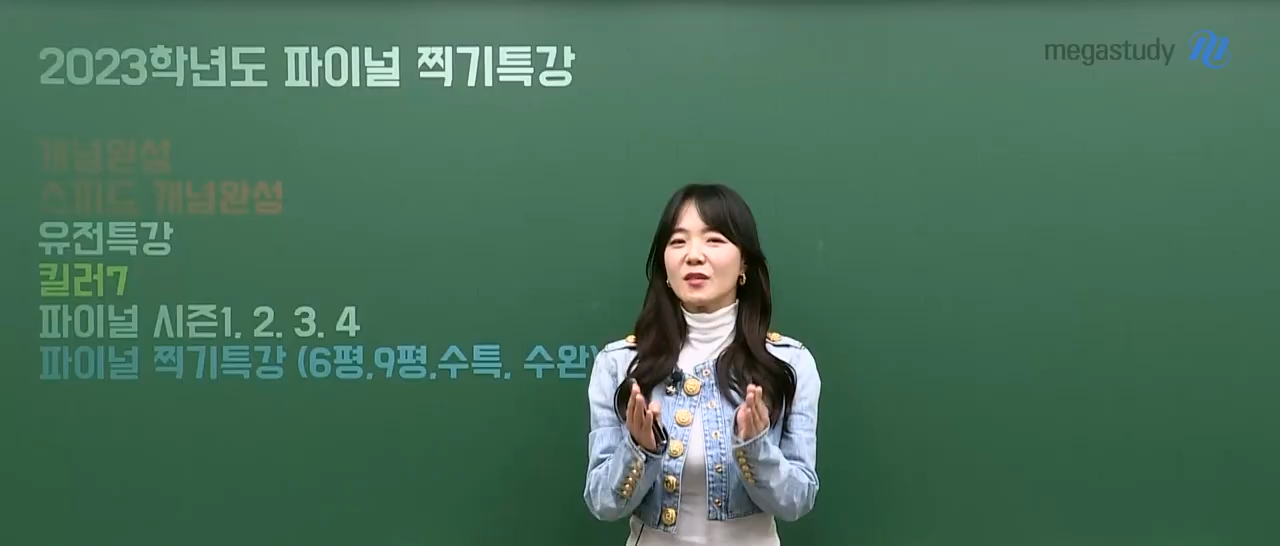 2023학년도 파이널 찍기특강
megastudy
개념완성
스피드 개념완성
유전특강
킬러7
파이널 시즌1, 2. 3. 4
파이널 찍기특강 (6평,9평,수특, 수완)